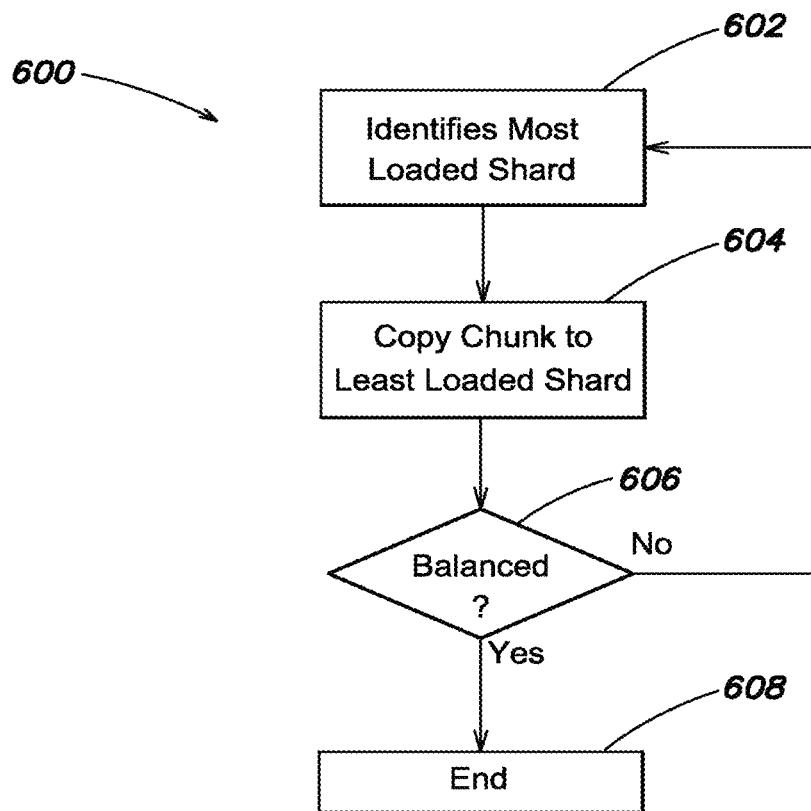 602
600
Identifies Most
Loaded Shard
604
Copy Chunk to
Least Loaded Shard
606
No
Balanced
?
Yes
608
End